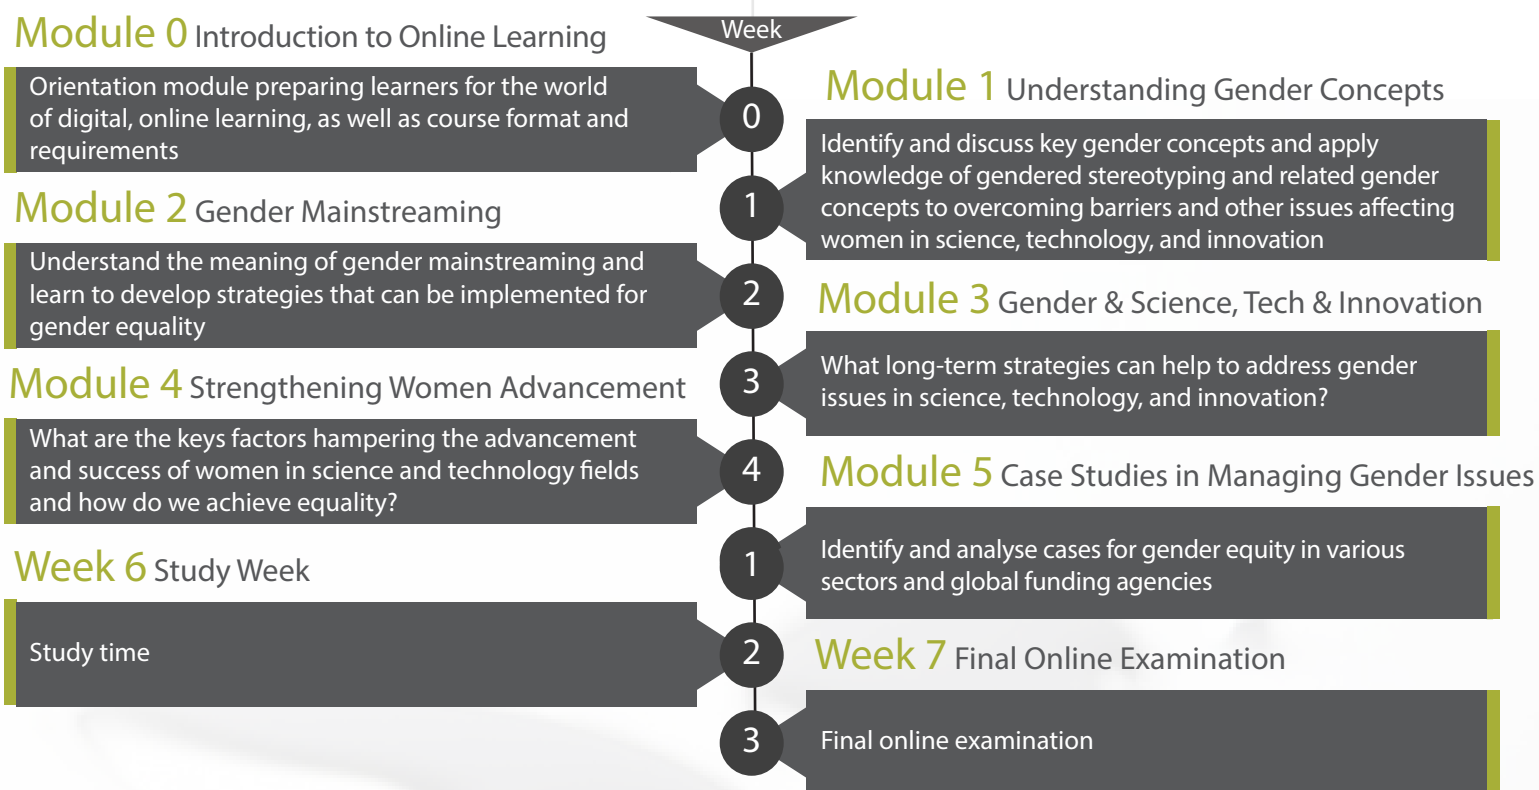 Week
Module 0 Introduction to Online Learning
Orientation module preparing learners for the world
of digital, online learning, as well as course format and
requirements
0
Module 1 Understanding Gender Concepts
Identify and discuss key gender concepts and apply
knowledge of gendered stereotyping and related gender
concepts to overcoming barriers and other issues affecting
women in science, technology, and innovation
1
Module 2 Gender Mainstreaming
Understand the meaning of gender mainstreaming and
learn to develop strategies that can be implemented for
gender equality
2
Module 3 Gender & Science, Tech & Innovation
What long-term strategies can help to address gender
issues in science, technology, and innovation?
3
Module 4 Strengthening Women Advancement
What are the keys factors hampering the advancement
and success of women in science and technology fields
and how do we achieve equality?
4
Module 5 Case Studies in Managing Gender Issues
Identify and analyse cases for gender equity in various
sectors and global funding agencies
1
Week 6 Study Week
Study time
2
Week 7 Final Online Examination
Final online examination
3